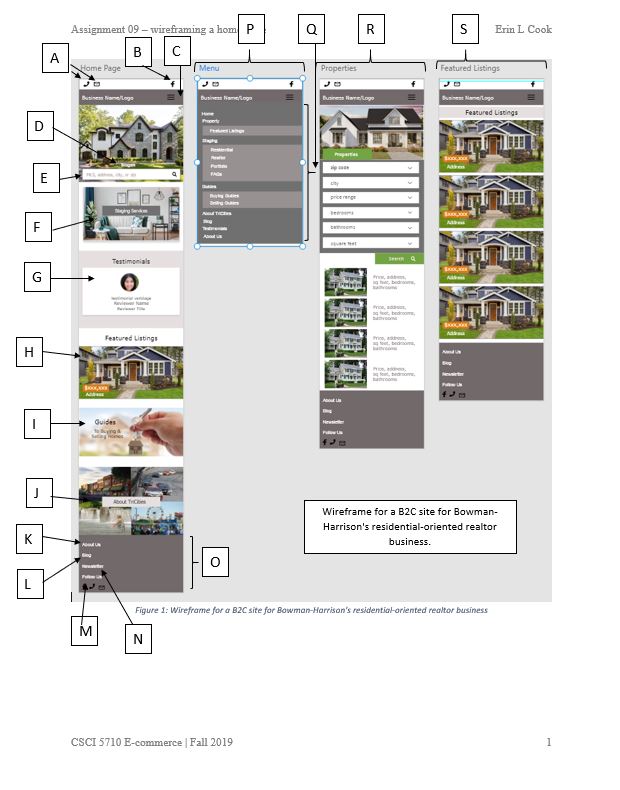 Assignment 09 – wireframing a hom
Erin L Cook
P
Q
R
S
B
C
A
Home Page
Menu
Properties
Featured Listings
Business Name/Logo
Business Name/Logo
Business Name/Logo
Business Name/Logo
D
E
MLS, address, city, or zip
F
Staging Services
G
Testimonials
testimonial verbiage
Reviewer Name
Reviewer Title
H
Featured Listings
$xxx,xxx
Address
I
Guides
To Buying &
Selling Homes
J
About TriCities
K
About Us
L
Blog
Newsletter
Follow Us
O
M
N
Home
Property
Featured Listings
Staging
Residential
Realtor
Portfolio
FAQs
Guides
Buying Guides
Selling Guides
About TriCities
Blog
Testimonials
About Us
Properties
zip code
city
price range
bedrooms
bathrooms
square feet
Search
Price, address,
sq feet, bedrooms,
bathrooms
Price, address,
sq feet, bedrooms,
bathrooms
Price, address,
sq feet, bedrooms,
bathrooms
Price, address,
sq feet, bedrooms,
bathrooms
About Us
Blog
Newsletter
Follow Us
Featured Listings
$xxx,xxx
Address
$xxx,xxx
Address
$xxx,xxx
Address
$xxx,xxx
Address
About Us
Blog
Newsletter
Follow Us
Wireframe for a B2C site for Bowman-
Harrison's residential-oriented realtor
business.
Figure 1: Wireframe for a B2C site for Bowman-Harrison's residential-oriented realtor business
CSCI 5710 E-commerce | Fall 2019
1